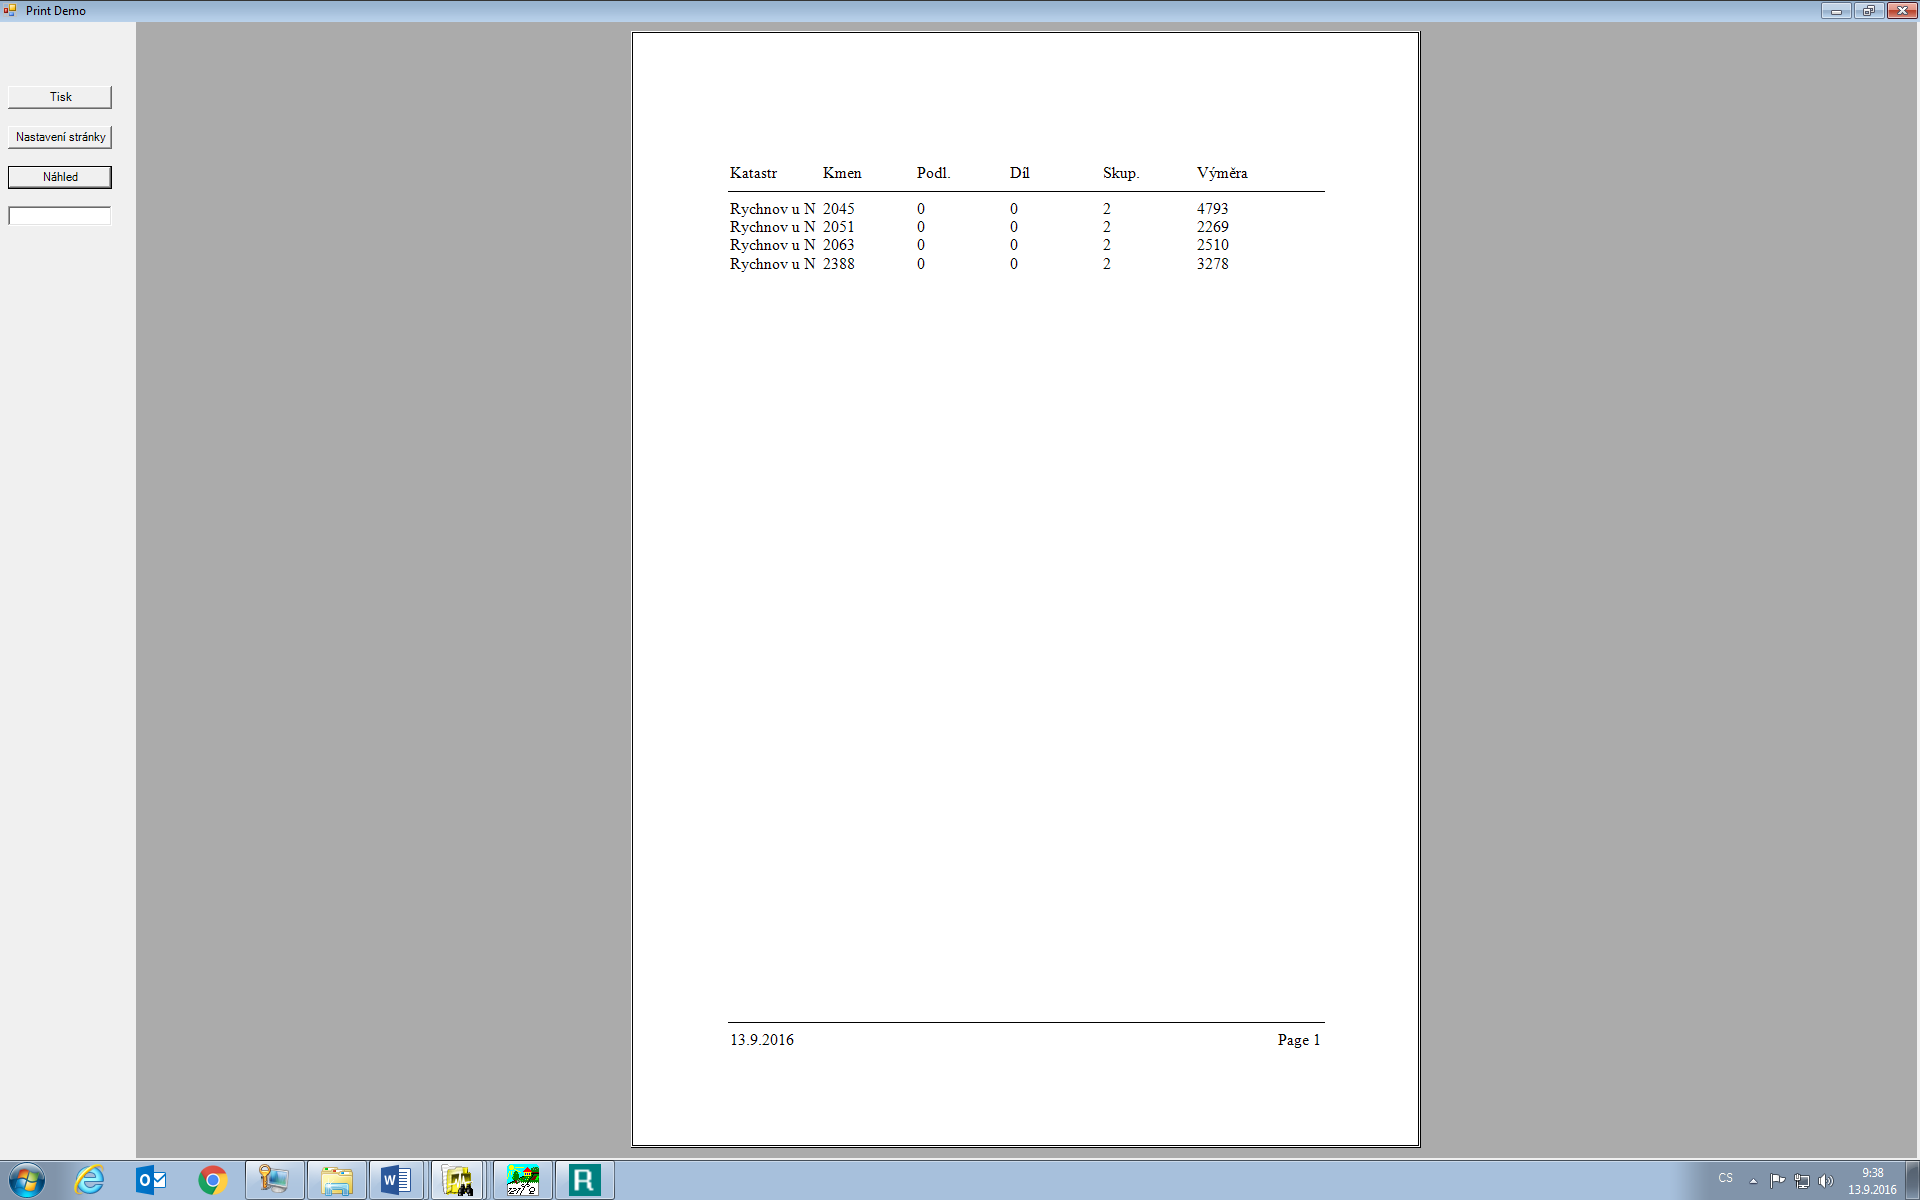 Print Demo
Tisk
Nastavení stránky
Náhled
Katastr Kmen Podl. Díl Skup. Výměra
Rychnov u N 2045 0 0 2 4793
Rychnov u N 2051 0 0 2 2269
Rychnov u N 2063 0 0 2 2510
Rychnov u N 2388 0 0 2 3278
13.9.2016 Page 1
CS 9:38
13.9.2016